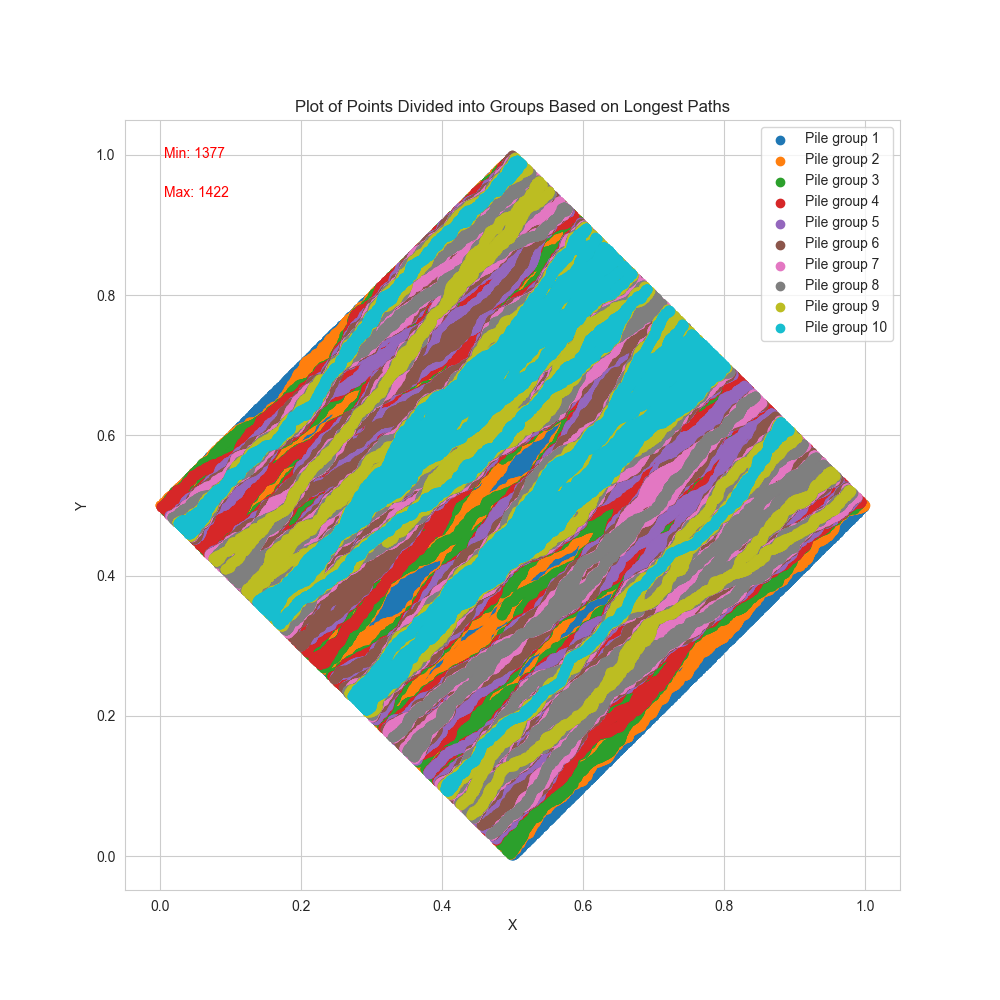 Plot of Points Divided into Groups Based on Longest Paths
Min: 1377
Max: 1422
Pile group 1
Pile group 2
Pile group 3
Pile group 4
Pile group 5
Pile group 6
Pile group 7
Pile group 8
Pile group 9
Pile group 10
1.0
0.8
0.6
0.4
0.2
0.0
Y
0.0 0.2 0.4 0.6 0.8 1.0
X